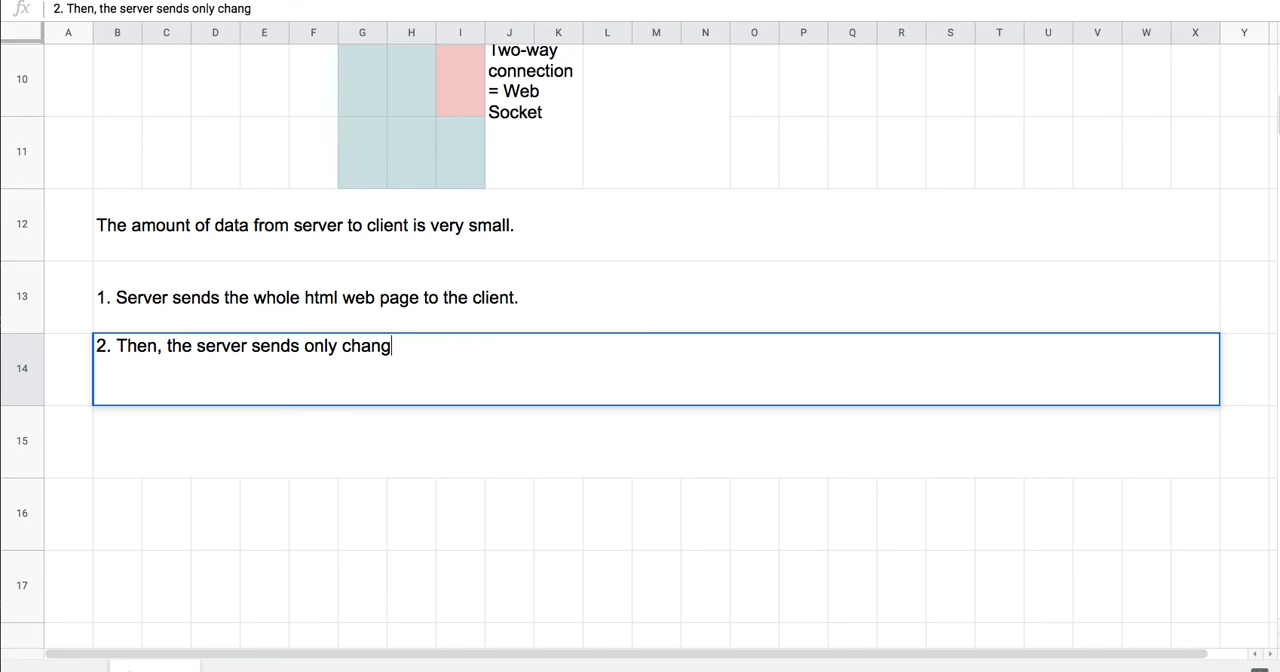 fx 2. Then, the server sends only chang
A B C D E F G H I J K L M N O P Q R S T U V W X Y
10
Two-way
connection
= Web
Socket
11
12 The amount of data from server to client is very small.
13 1. Server sends the whole html web page to the client.
14 2. Then, the server sends only chang
15
16
17